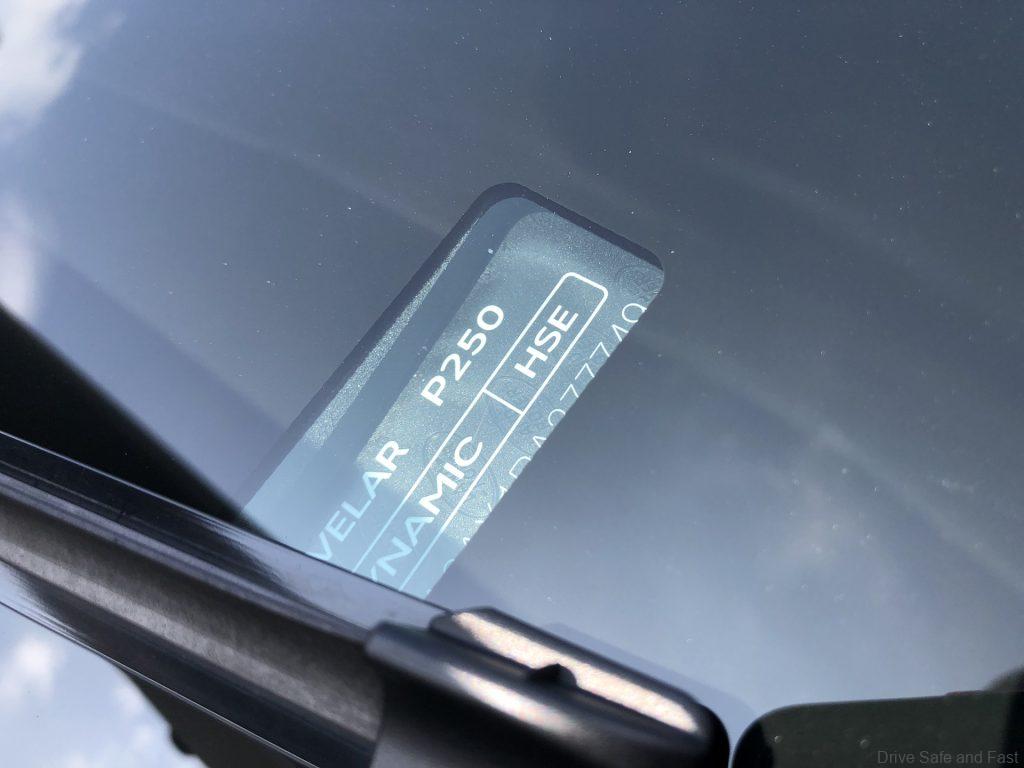 VELAR P250
YNAMIC HSE
Drive Safe and Fast